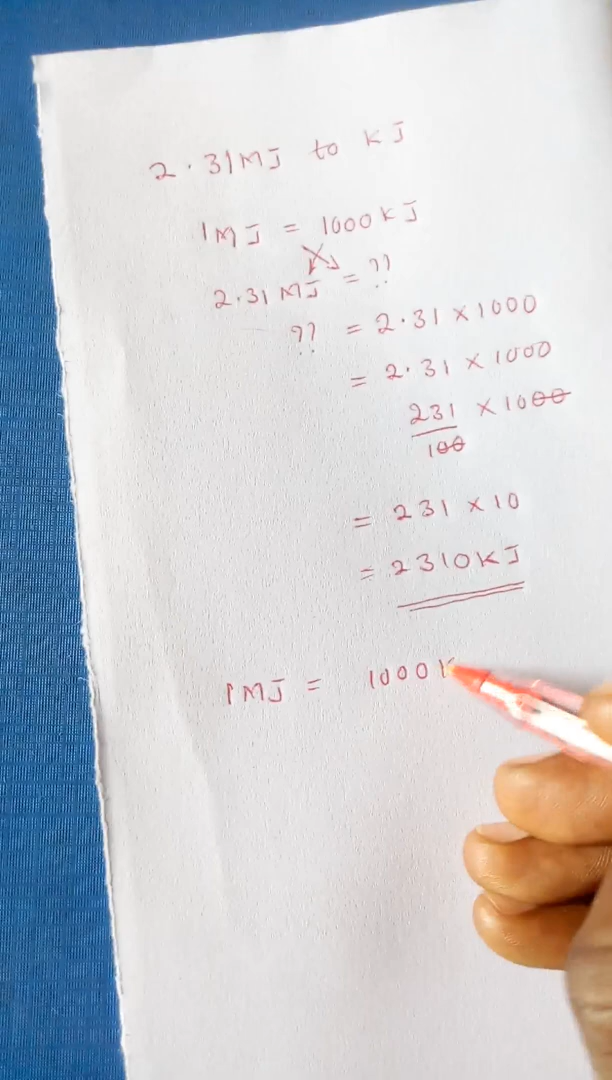 2.31MJ to KJ
1MJ = 1000KJ
2.31MJ = ??
?? = 2.31 × 1000
= 2.31 × 1000
231 × 1000
100
= 231 × 10
= 2310KJ
1MJ = 1000K